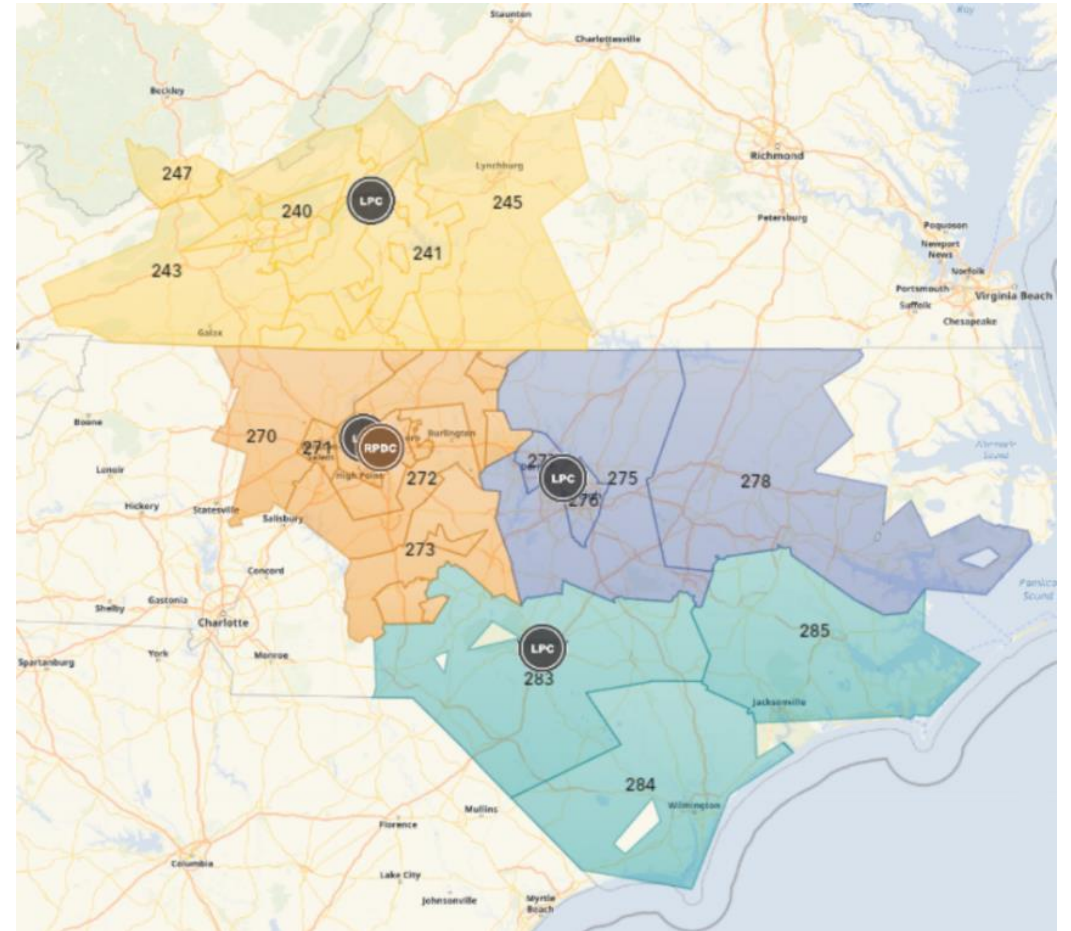 Staunton
Charlottesville
Beckley
Richmond
Lynchburg
247
LPC
240
245
Petersburg
Poquoson
Newport
News
241
243
Norfolk
Portsmouth
Virginia Beach
Suffolk
Chesapeake
Galax
Boone
270
271
RPDC
Burlington
Lenoir
High Point
272
LPC
275
278
276
Hickery
Statesville
Salisbury
273
Concord
Shelby
Gastonia
Charlotte
Sound
285
York
Monroe
LPC
283
Spartanburg
Jacksonville
284
Wilmington
Mullins
Florence
Columbia
Lake City
Johnsonville
Myrtle
Beach